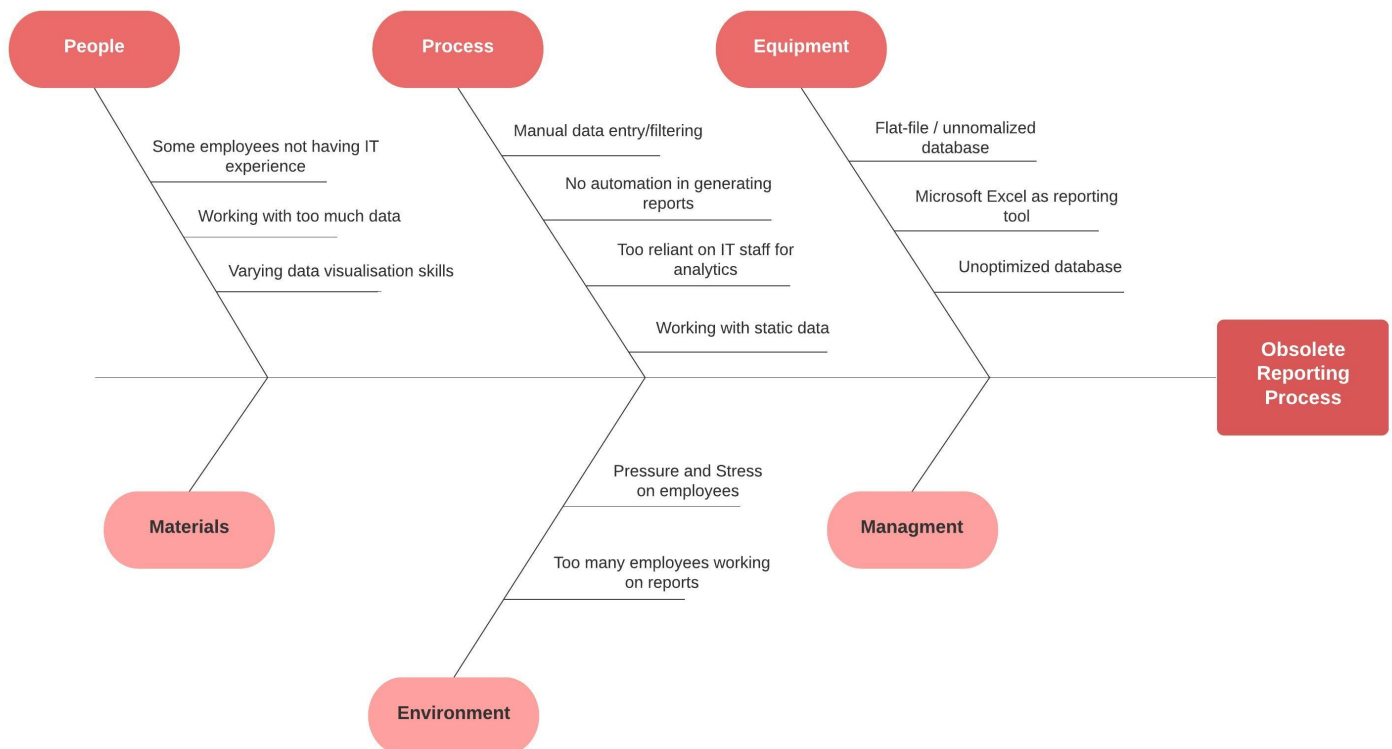 People
Process
Equipment
Some employees not having IT
experience
Working with too much data
Varying data visualisation skills
Manual data entry/filtering
No automation in generating
reports
Too reliant on IT staff for
analytics
Working with static data
Flat-file / unnomalized
database
Microsoft Excel as reporting
tool
Unoptimized database
Obsolete
Reporting
Process
Materials
Pressure and Stress
on employees
Too many employees working
on reports
Environment
Managment